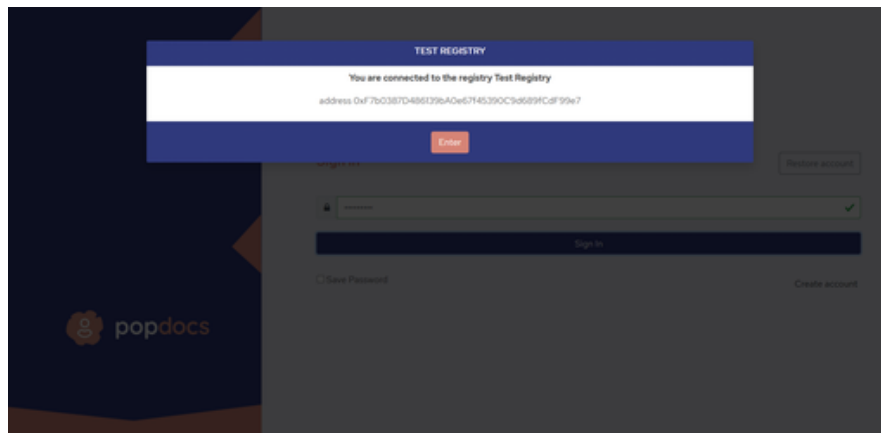 TEST REGISTRY
You are connected to the registry Test Registry
address 0xF7b0387D486139bA0e67f45390C9d689fCdF99e7
Enter
Restore account
Sign In
Save Password
Create account
popdocs